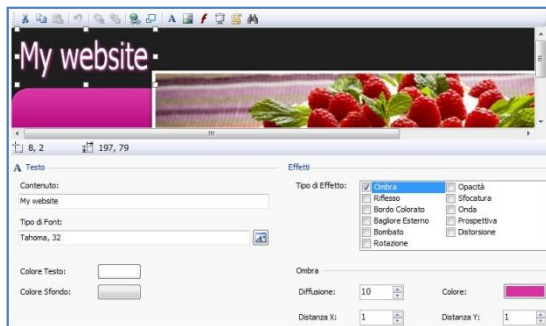 My website
8, 2 197, 79
A Testo Effetti
Contenuto: Tipo di Effetto:
My website
Ombra Opacità
Riflesso Sfocatura
Bordo Colorato Onda
Bagliore Esterno Prospettiva
Bombato Distorsione
Rotazione
Tipo di Font:
Tahoma, 32
Colore Testo:
Colore Sfondo:
Ombra
Diffusione: 10 Colore:
Distanza X: 1 Distanza Y: 1